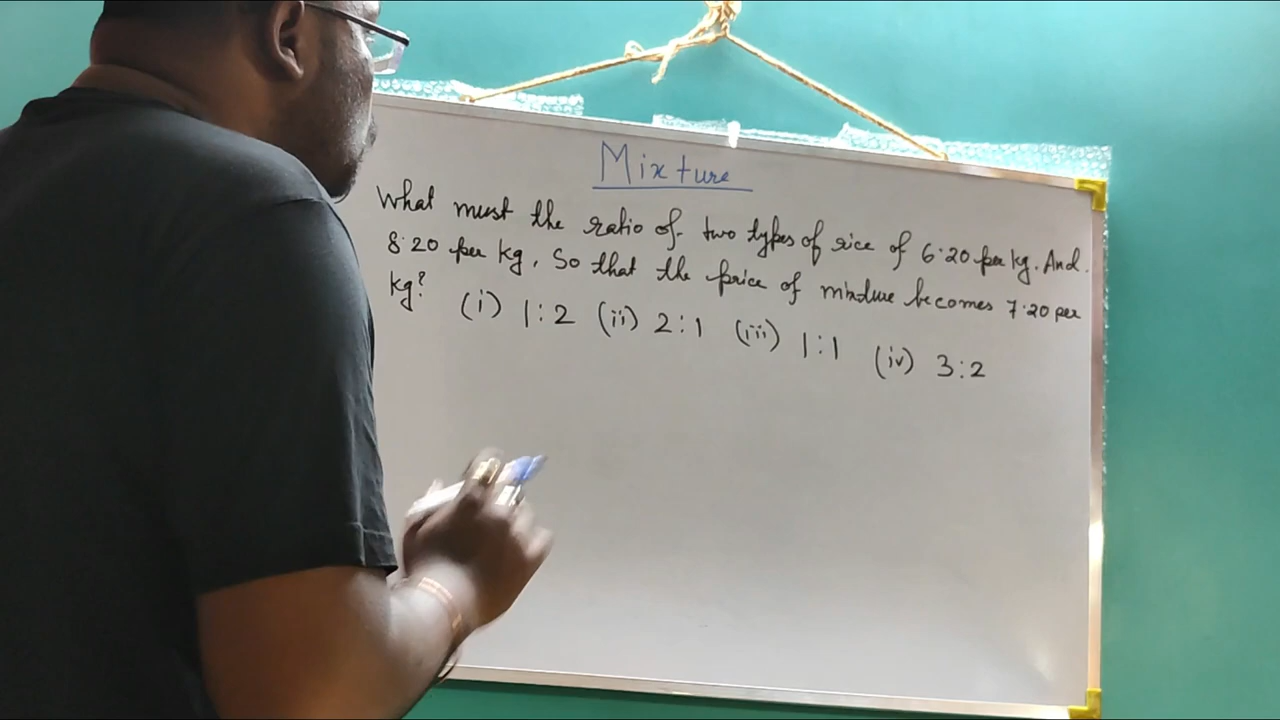 Mixture
What must the ratio of two types of rice of 6.20 per kg. And
8.20 per kg. So that the price of mixture becomes 7.20 per
kg?
(i) 1:2 (ii) 2:1 (iii) 1:1 (iv) 3:2